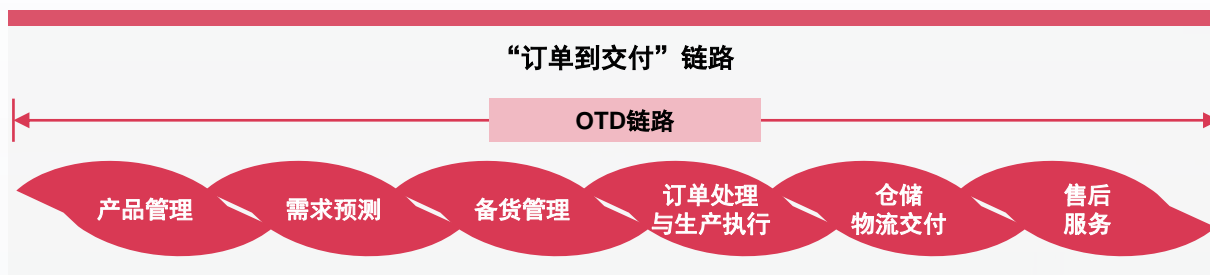 “订单到交付”链路
OTD链路
产品管理
需求预测
备货管理
订单处理
与生产执行
仓储
物流交付
售后
服务